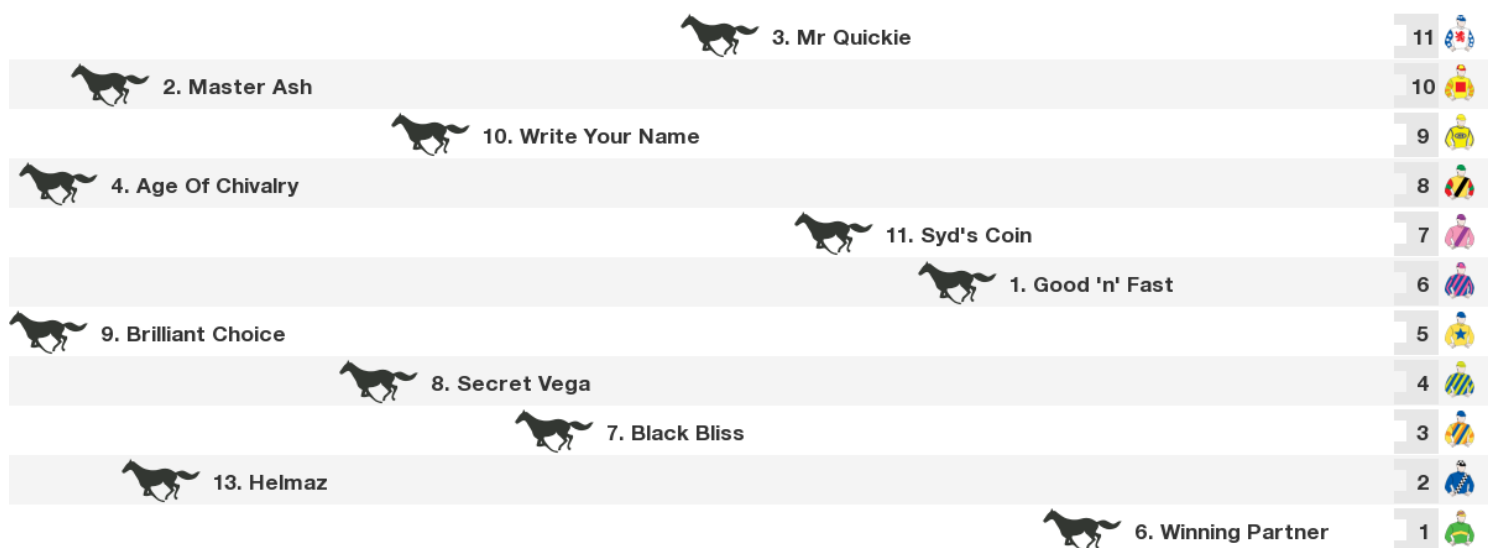 3. Mr Quickie 11
2. Master Ash 10
10. Write Your Name 9
4. Age Of Chivalry 8
11. Syd's Coin 7
1. Good 'n' Fast 6
9. Brilliant Choice 5
8. Secret Vega 4
7. Black Bliss 3
13. Helmaz 2
6. Winning Partner 1